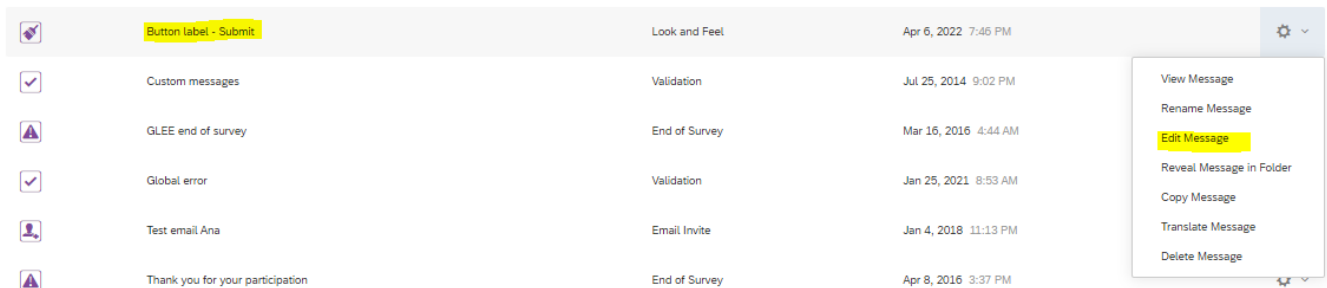 Button label - Submit Look and Feel Apr 6, 2022 7:46 PM
Custom messages Validation Jul 25, 2014 9:02 PM
View Message
Rename Message
GLEE end of survey End of Survey Mar 16, 2016 4:44 AM
Edit Message
Reveal Message in Folder
Global error Validation Jan 25, 2021 8:53 AM
Copy Message
Test email Ana Email Invite Jan 4, 2018 11:13 PM
Translate Message
Delete Message
Thank you for your participation End of Survey Apr 8, 2016 3:37 PM